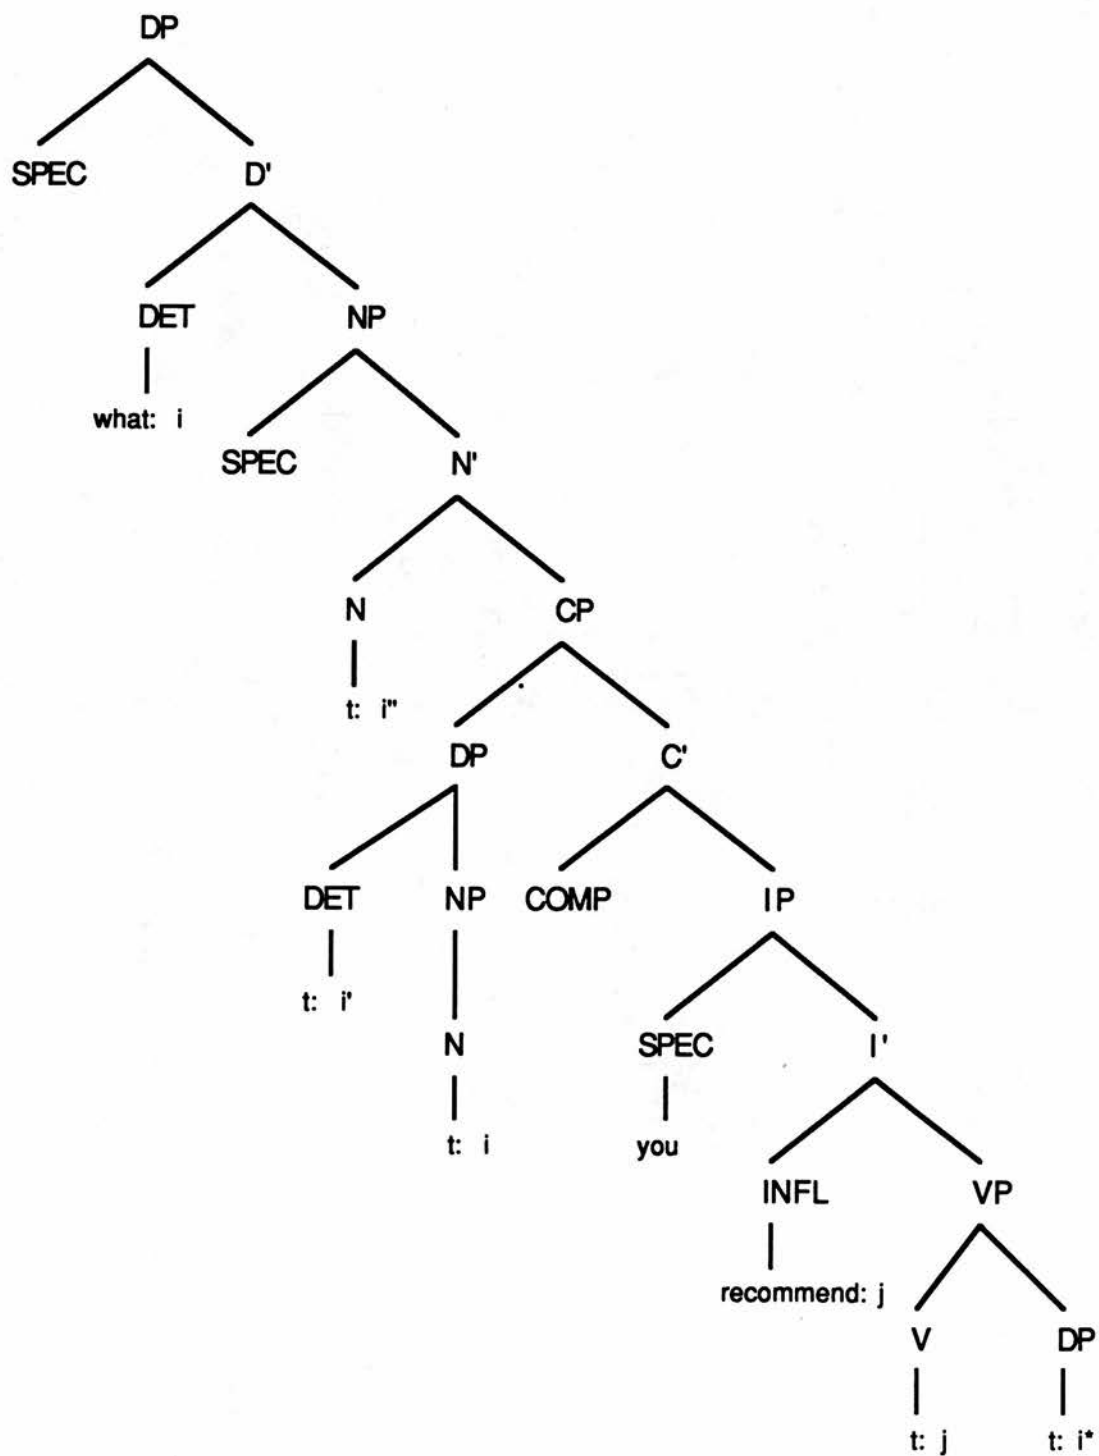 DP
SPEC D'
DET NP
what: i
SPEC N'
N CP
t: i"
DP C'
DET NP COMP IP
t: i'
N SPEC I'
t: i you
INFL VP
recommend: j
V DP
t: j t: i*